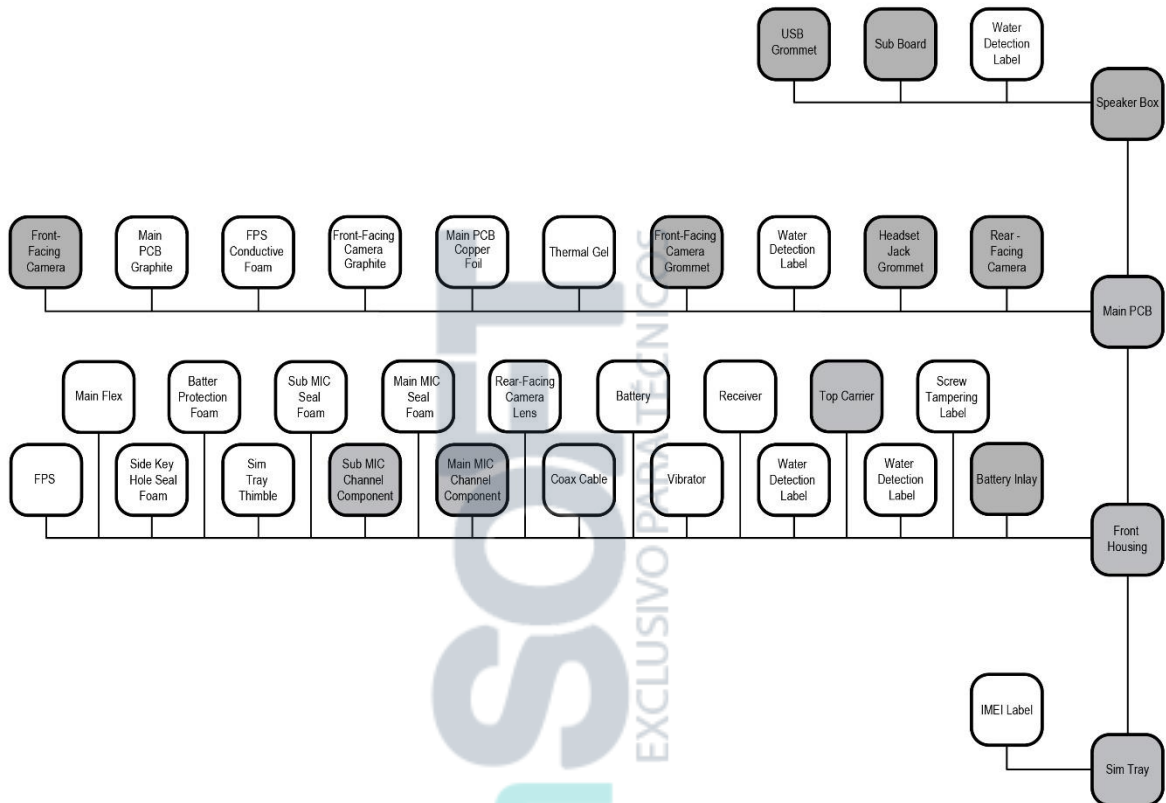 USB
Grommet
Sub Board
Water
Detection
Label
Speaker Box
Front-
Facing
Camera
Main
PCB
Graphite
FPS
Conductive
Foam
Front-Facing
Camera
Graphite
Main PCB
Copper
Foil
Thermal Gel
Front-Facing
Camera
Grommet
Water
Detection
Label
Headset
Jack
Grommet
Rear -
Facing
Camera
Main PCB
Main Flex
Batter
Protection
Foam
Sub MIC
Seal
Foam
Main MIC
Seal
Foam
Rear-Facing
Camera
Lens
Battery
Receiver
Top Carrier
Screw
Tampering
Label
FPS
Side Key
Hole Seal
Foam
Sim
Tray
Thimble
Sub MIC
Channel
Component
Main MIC
Channel
Component
Coax Cable
Vibrator
Water
Detection
Label
Water
Detection
Label
Battery Inlay
Front
Housing
IMEI Label
Sim Tray
SOFT
EXCLUSIVO PARA TÉCNICOS